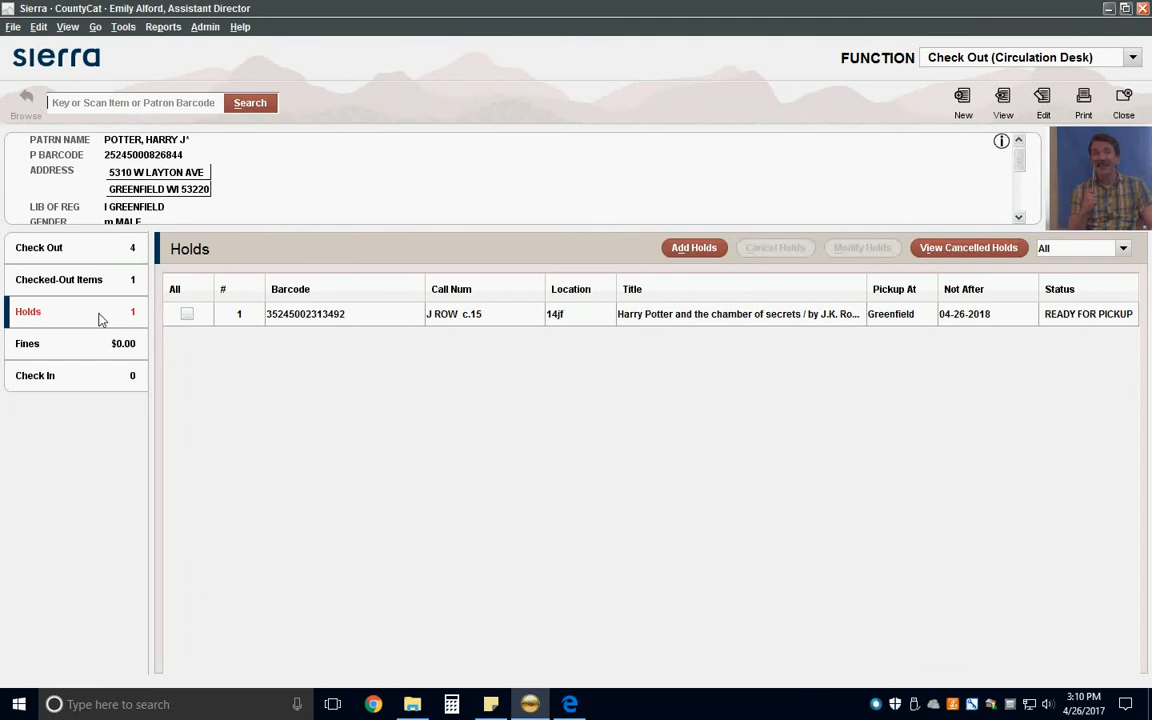 Sierra · CountyCat · Emily Alford, Assistant Director
File Edit View Go Tools Reports Admin Help
sierra
FUNCTION Check Out (Circulation Desk)
Browse Key or Scan Item or Patron Barcode Search
New View Edit Print Close
PATRN NAME POTTER, HARRY J*
P BARCODE 25245000826844
ADDRESS 5310 W LAYTON AVE
GREENFIELD WI 53220
LIB OF REG l GREENFIELD
GENDER m MALE
Check Out 4
Checked-Out Items 1
Holds 1
Fines $0.00
Check In 0
Holds Add Holds Cancel Holds Modify Holds View Cancelled Holds All
All # Barcode Call Num Location Title Pickup At Not After Status
1 35245002313492 J ROW c.15 14jf Harry Potter and the chamber of secrets / by J.K. Ro... Greenfield 04-26-2018 READY FOR PICKUP
Type here to search
3:10 PM
4/26/2017